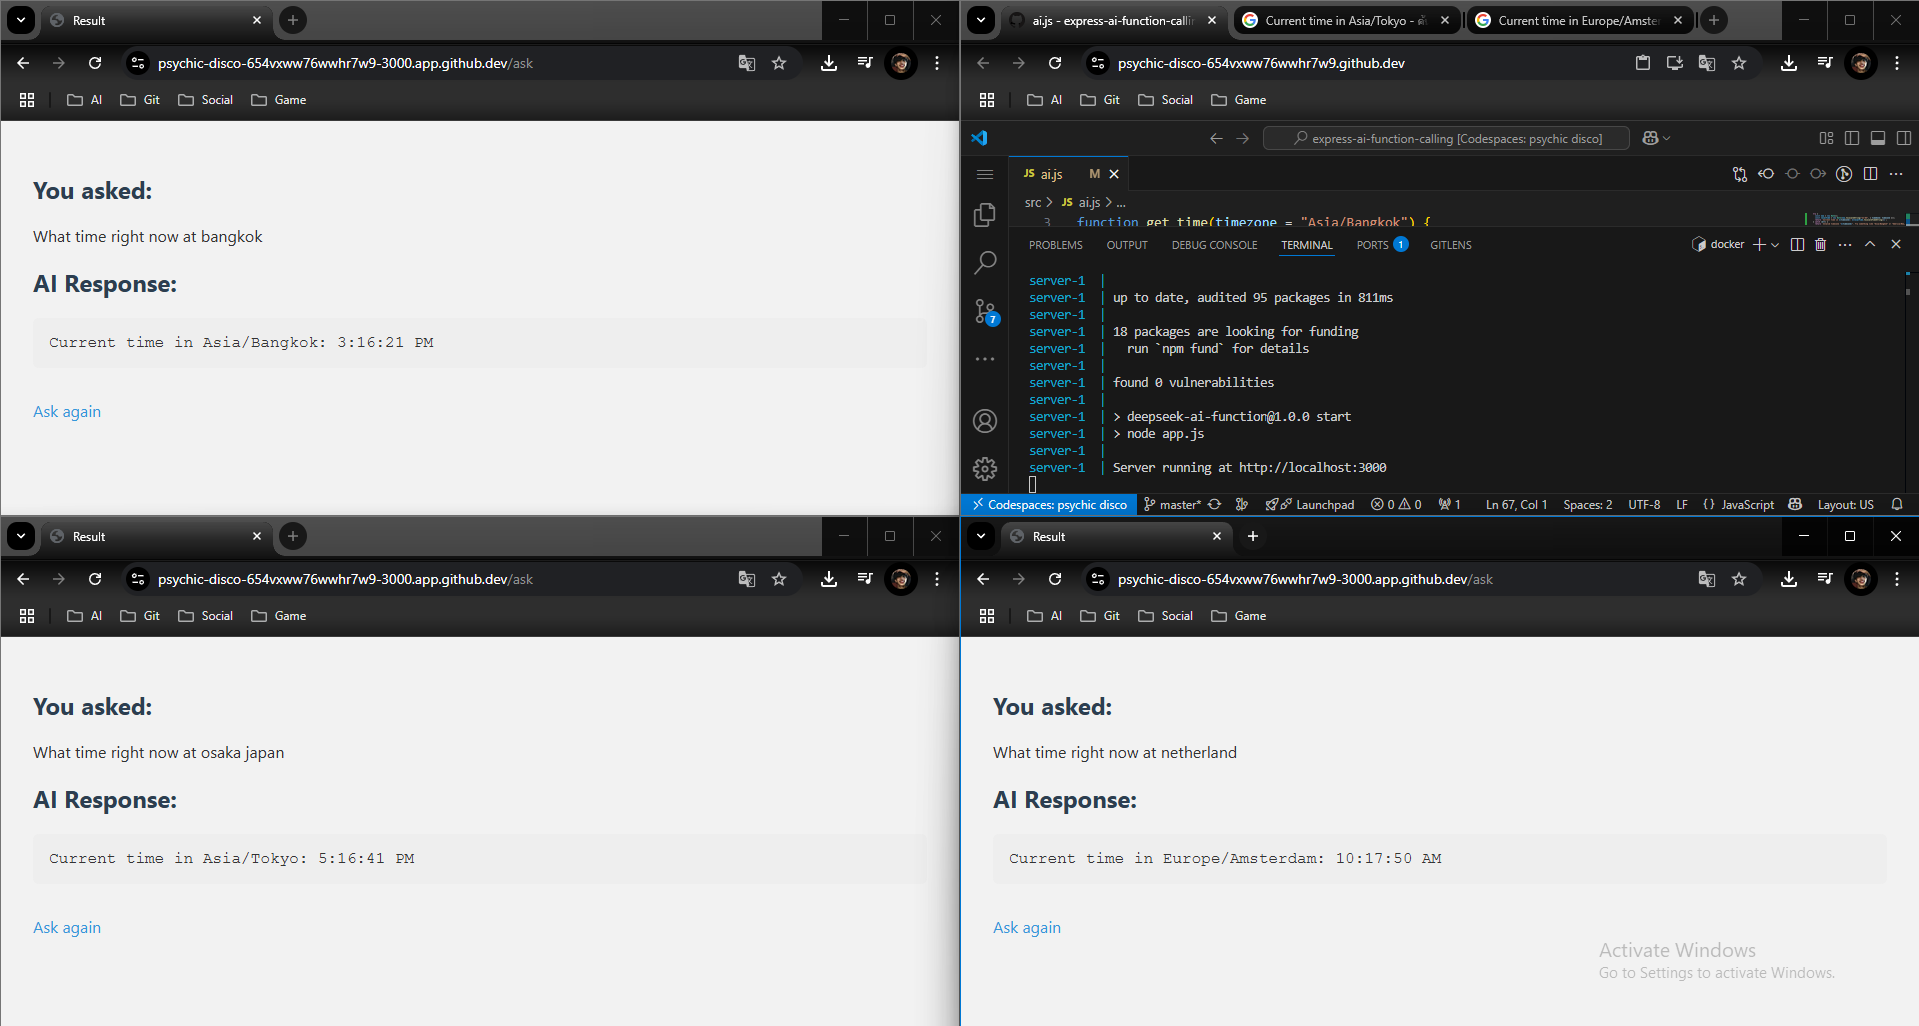 Result
psychic-disco-654vxww76wwhr7w9-3000.app.github.dev/ask
AI Git Social Game
You asked:
What time right now at bangkok
AI Response:
Current time in Asia/Bangkok: 3:16:21 PM
Ask again
ai.js - express-ai-function-callin
Current time in Asia/Tokyo - ค้น
Current time in Europe/Amster
psychic-disco-654vxww76wwhr7w9.github.dev
AI Git Social Game
express-ai-function-calling [Codespaces: psychic disco]
JS ai.js M
src > JS ai.js > ...
3 function get_time(timezone = "Asia/Bangkok") {
PROBLEMS OUTPUT DEBUG CONSOLE TERMINAL PORTS 1 GITLENS docker
7
server-1 |
server-1 | up to date, audited 95 packages in 811ms
server-1 |
server-1 | 18 packages are looking for funding
server-1 |   run `npm fund` for details
server-1 |
server-1 | found 0 vulnerabilities
server-1 |
server-1 | > deepseek-ai-function@1.0.0 start
server-1 | > node app.js
server-1 |
server-1 | Server running at http://localhost:3000
Codespaces: psychic disco master* Launchpad 0 0 1 Ln 67, Col 1 Spaces: 2 UTF-8 LF {} JavaScript Layout: US
Result
psychic-disco-654vxww76wwhr7w9-3000.app.github.dev/ask
AI Git Social Game
You asked:
What time right now at osaka japan
AI Response:
Current time in Asia/Tokyo: 5:16:41 PM
Ask again
Result
psychic-disco-654vxww76wwhr7w9-3000.app.github.dev/ask
AI Git Social Game
You asked:
What time right now at netherland
AI Response:
Current time in Europe/Amsterdam: 10:17:50 AM
Ask again
Activate Windows
Go to Settings to activate Windows.